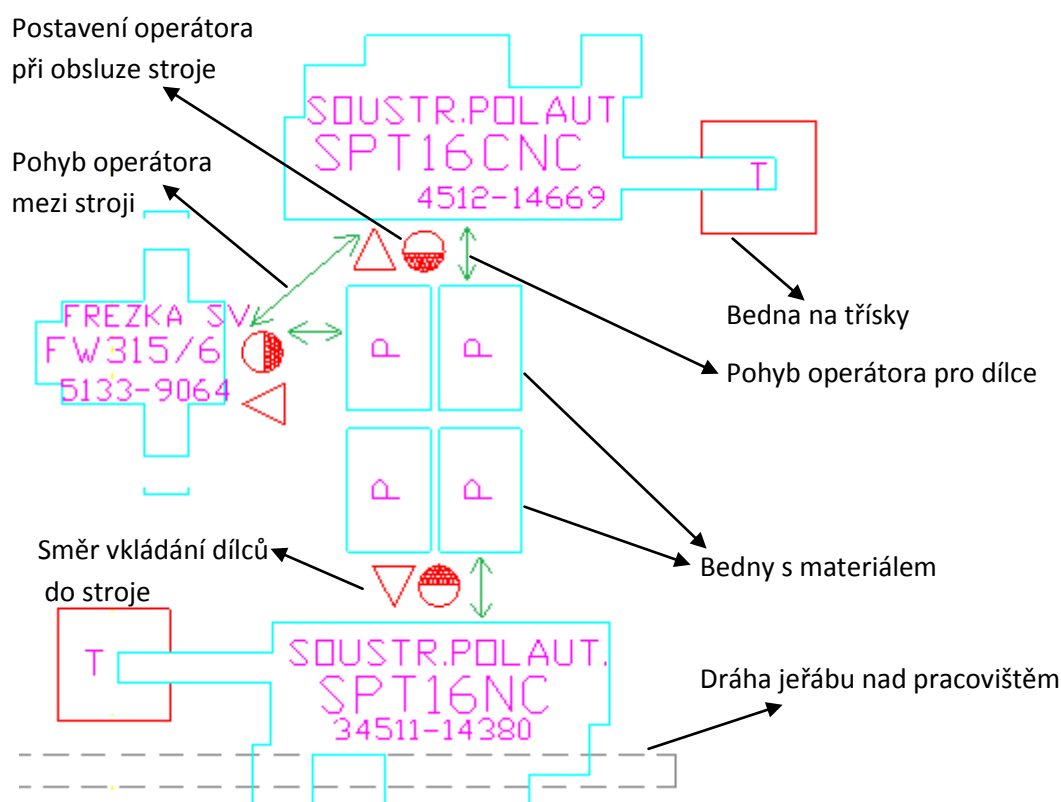 Postavení operátora
při obsluze stroje
SOUSTR.POLAUT
SPT16CNC
4512-14669
T
Pohyb operátora
mezi stroji
Bedna na třísky
FREZKA SV
FW315/6
5133-9064
P
P
Pohyb operátora pro dílce
P
P
Směr vkládání dílců
do stroje
Bedny s materiálem
T
SOUSTR.POLAUT.
SPT16NC
34511-14380
Dráha jeřábu nad pracovištěm